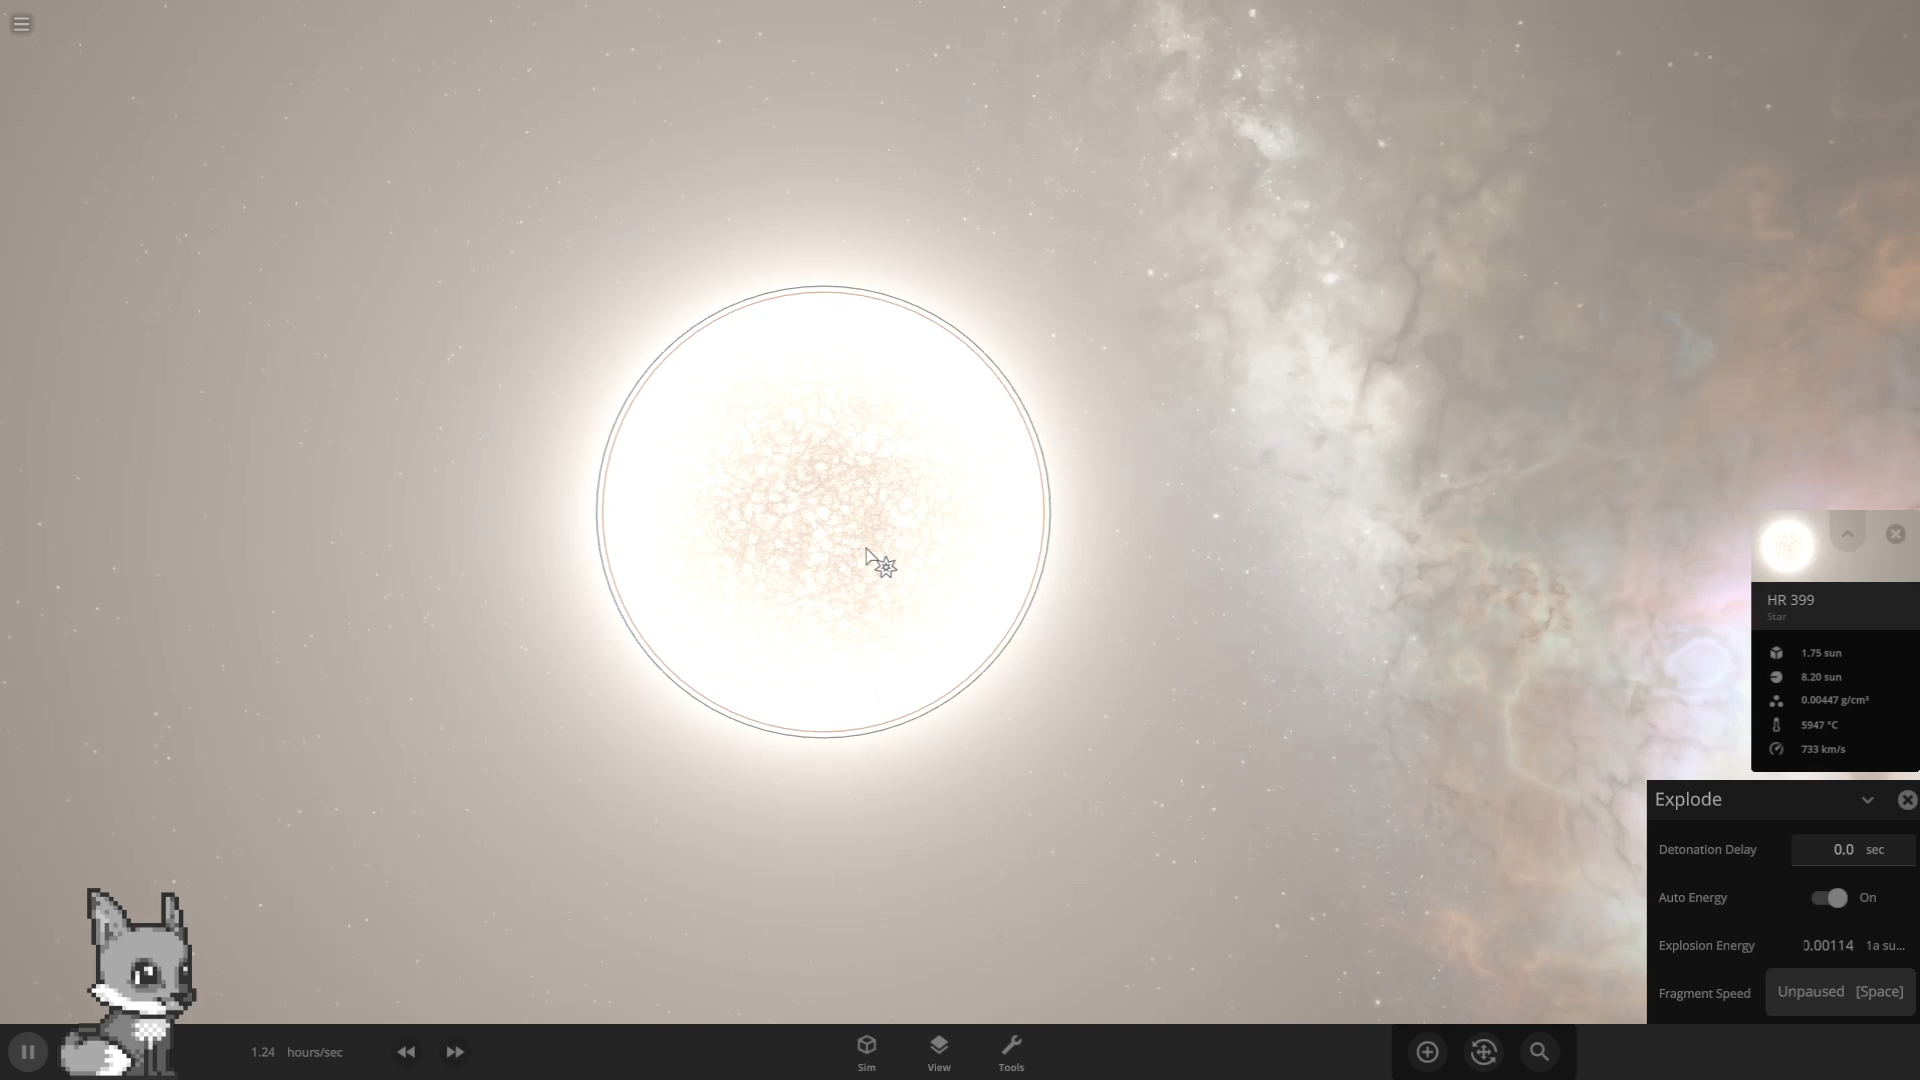 HR 399
Star
1.75 sun
8.20 sun
0.00447 g/cm³
5947 °C
733 km/s
Explode
Detonation Delay 0.0 sec
Auto Energy On
Explosion Energy 0.00114 1a su...
Fragment Speed
Unpaused [Space]
1.24 hours/sec
Sim View Tools